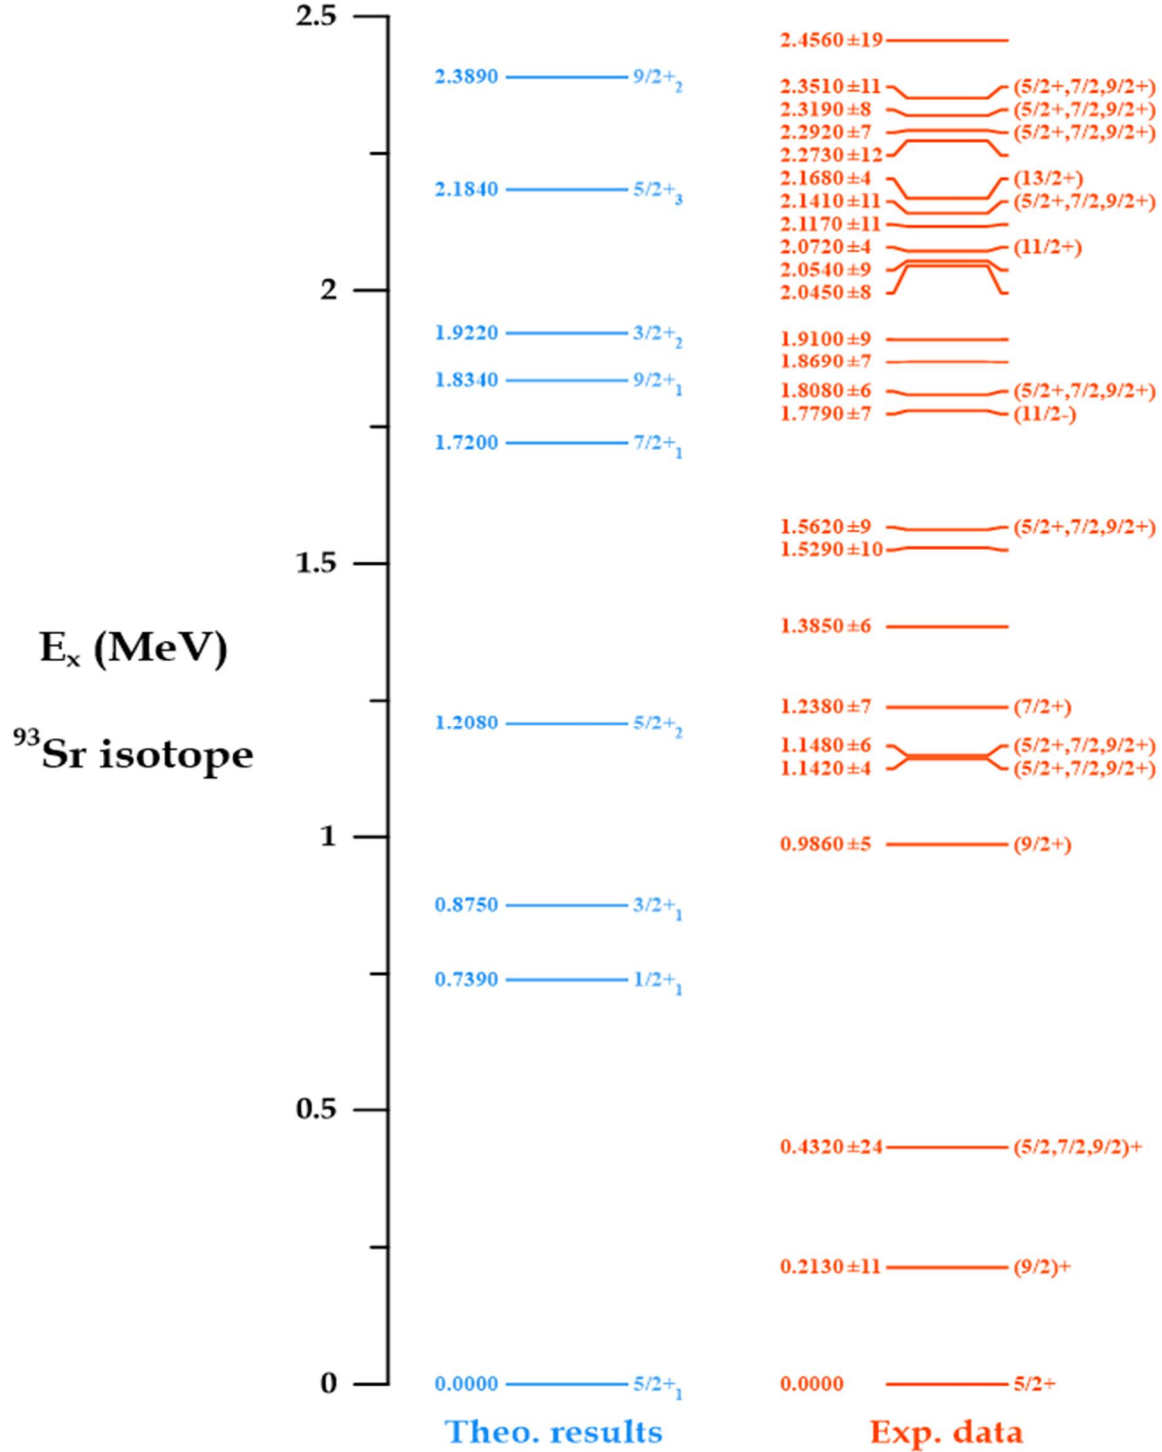 2.5
2
1.5
1
0.5
0
Eₓ (MeV)
⁹³Sr isotope
2.3890 9/2+₂
2.1840 5/2+₃
1.9220 3/2+₂
1.8340 9/2+₁
1.7200 7/2+₁
1.2080 5/2+₂
0.8750 3/2+₁
0.7390 1/2+₁
0.0000 5/2+₁
Theo. results
2.4560 ±19
2.3510 ±11 (5/2+,7/2,9/2+)
2.3190 ±8 (5/2+,7/2,9/2+)
2.2920 ±7 (5/2+,7/2,9/2+)
2.2730 ±12
2.1680 ±4 (13/2+)
2.1410 ±11 (5/2+,7/2,9/2+)
2.1170 ±11
2.0720 ±4 (11/2+)
2.0540 ±9
2.0450 ±8
1.9100 ±9
1.8690 ±7
1.8080 ±6 (5/2+,7/2,9/2+)
1.7790 ±7 (11/2-)
1.5620 ±9 (5/2+,7/2,9/2+)
1.5290 ±10
1.3850 ±6
1.2380 ±7 (7/2+)
1.1480 ±6 (5/2+,7/2,9/2+)
1.1420 ±4 (5/2+,7/2,9/2+)
0.9860 ±5 (9/2+)
0.4320 ±24 (5/2,7/2,9/2)+
0.2130 ±11 (9/2)+
0.0000 5/2+
Exp. data